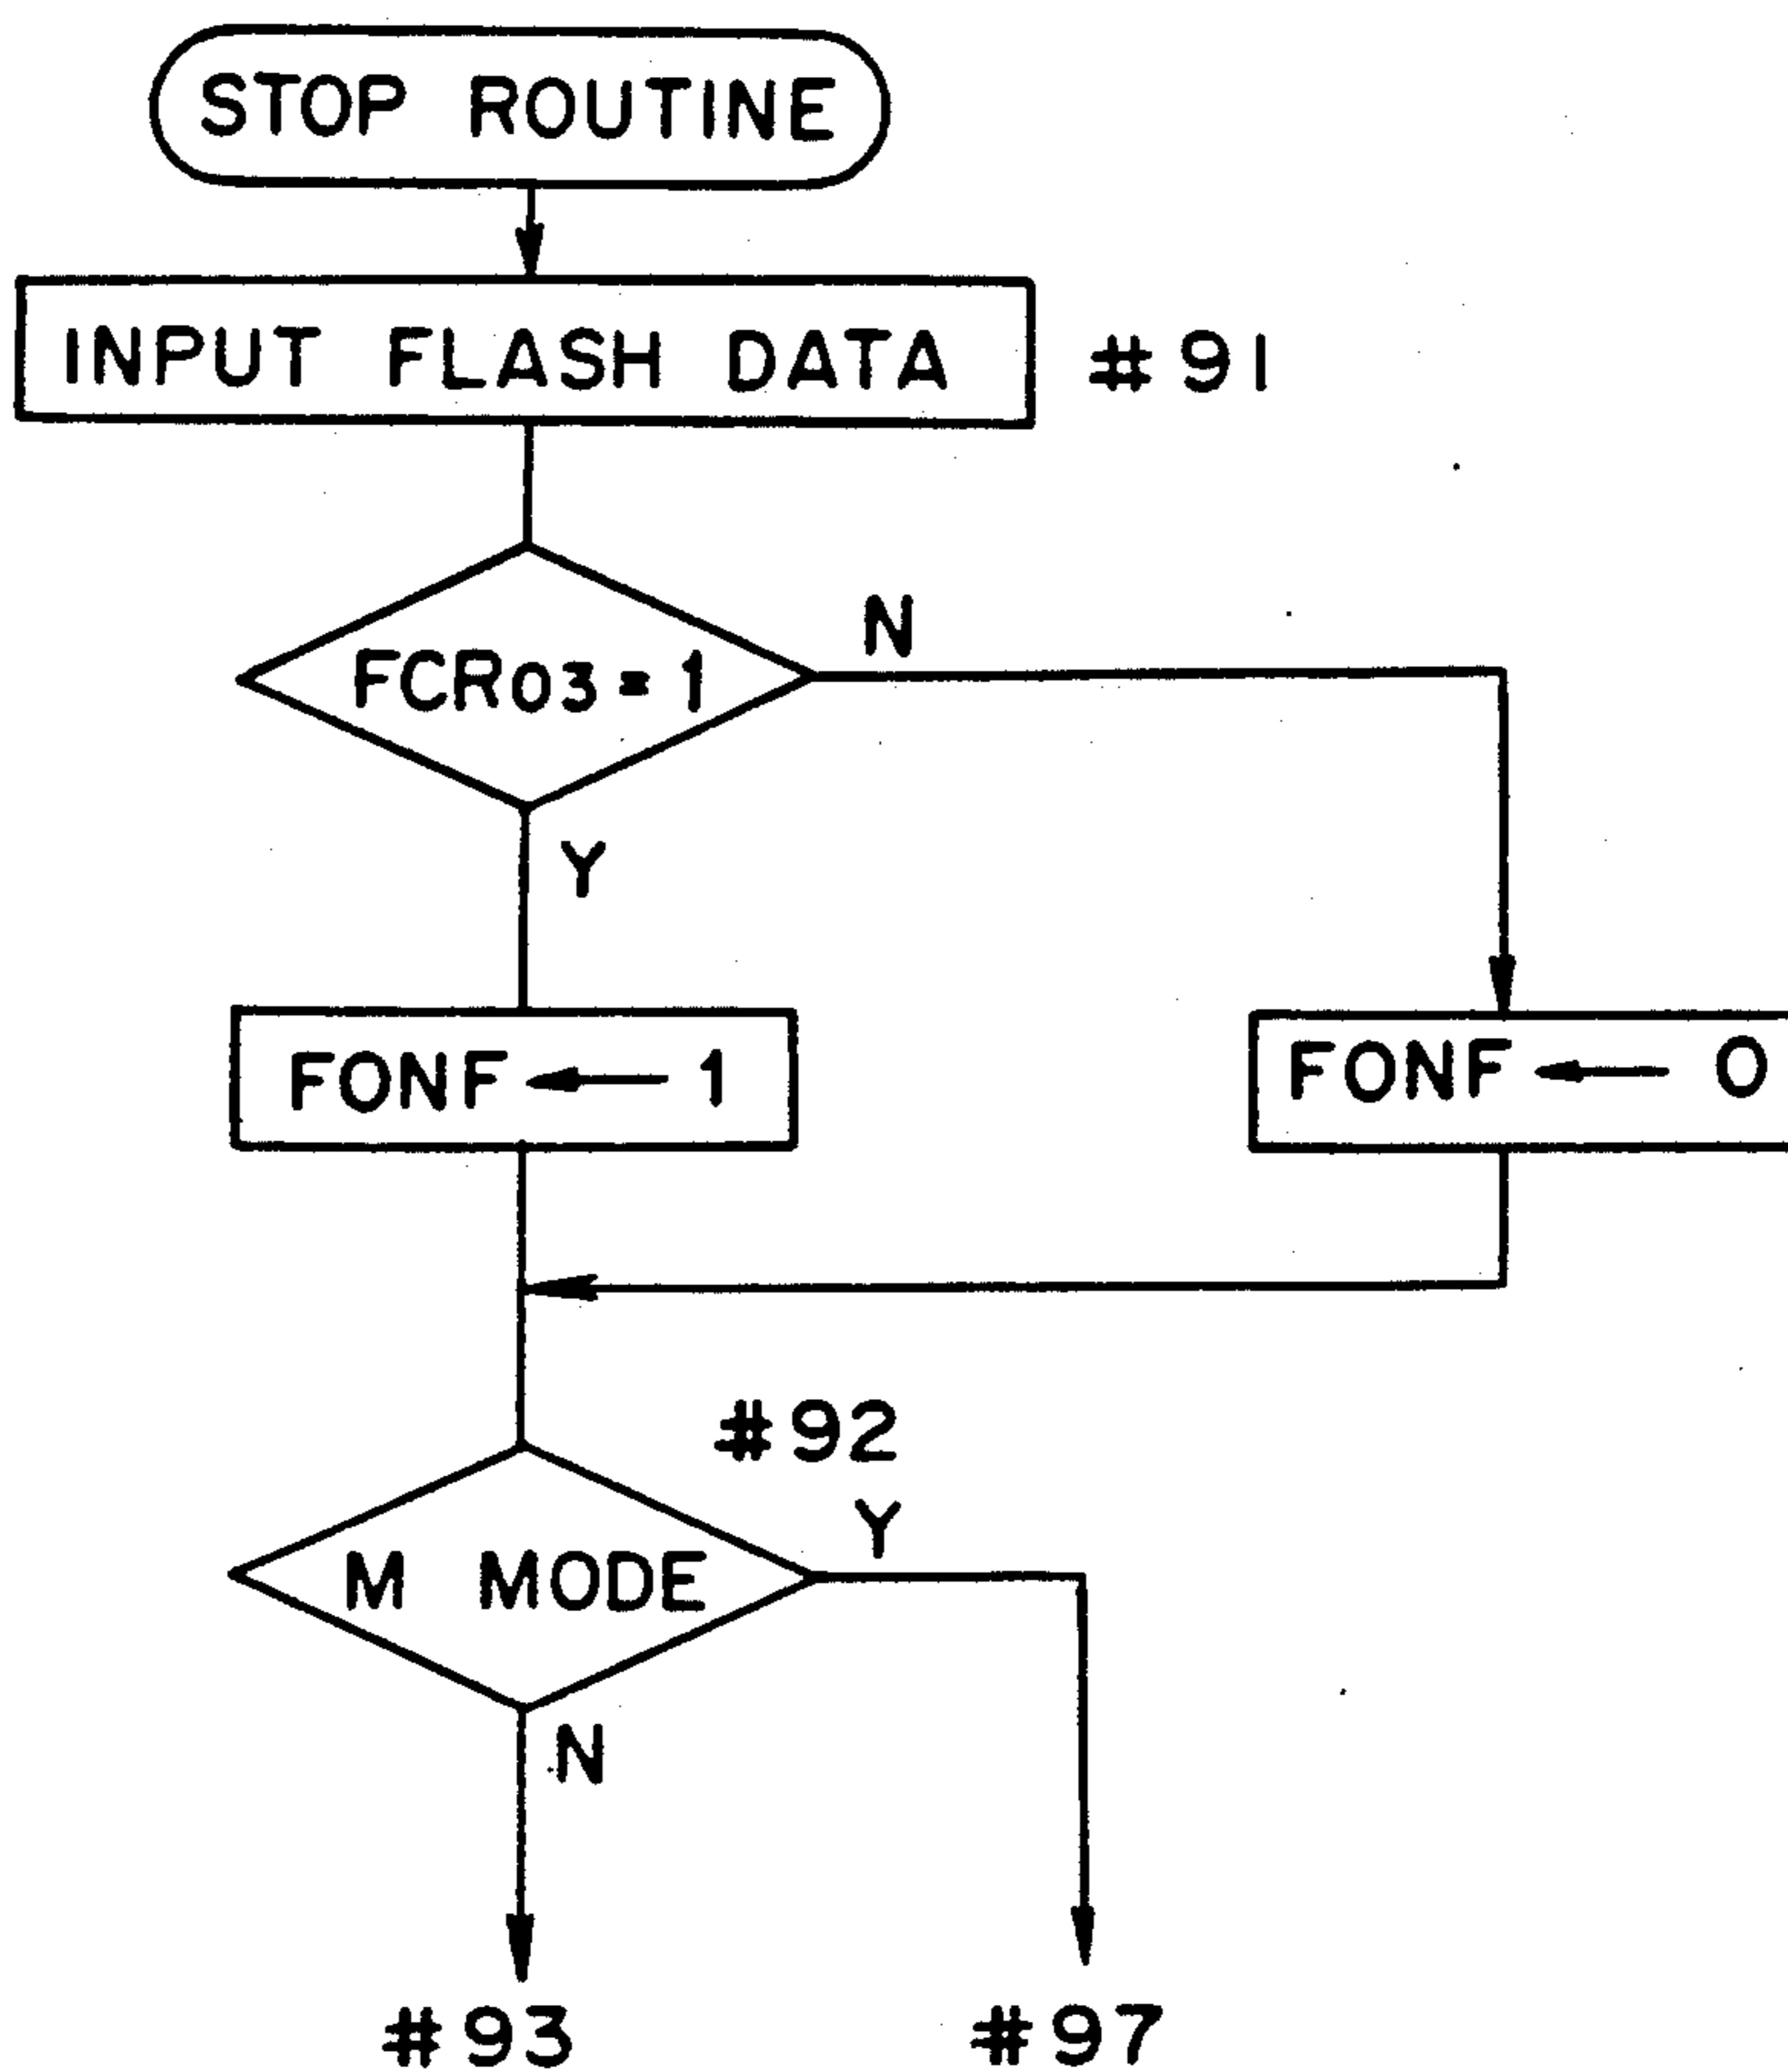 STOP ROUTINE
INPUT FLASH DATA #91
FCR03=1
N
Y
FONF ← 1
FONF ← 0
#92
M MODE
Y
N
#93
#97